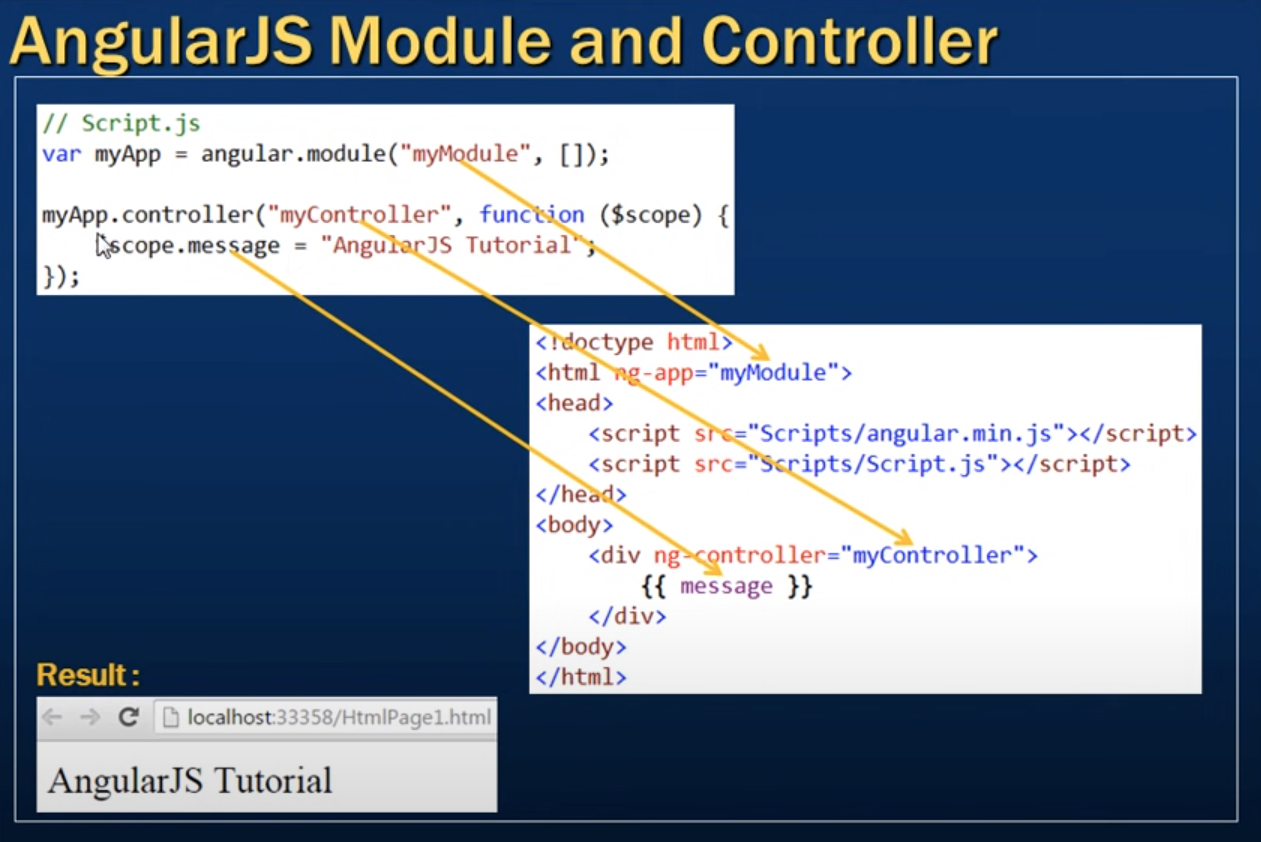 AngularJS Module and Controller
// Script.js
var myApp = angular.module("myModule", []);
myApp.controller("myController", function ($scope) {
scope.message = "AngularJS Tutorial";
});
<!doctype html>
<html ng-app="myModule">
<head>
<script src="Scripts/angular.min.js"></script>
<script src="Scripts/Script.js"></script>
</head>
<body>
<div ng-controller="myController">
{{ message }}
</div>
</body>
</html>
Result:
localhost:33358/HtmlPage1.html
AngularJS Tutorial